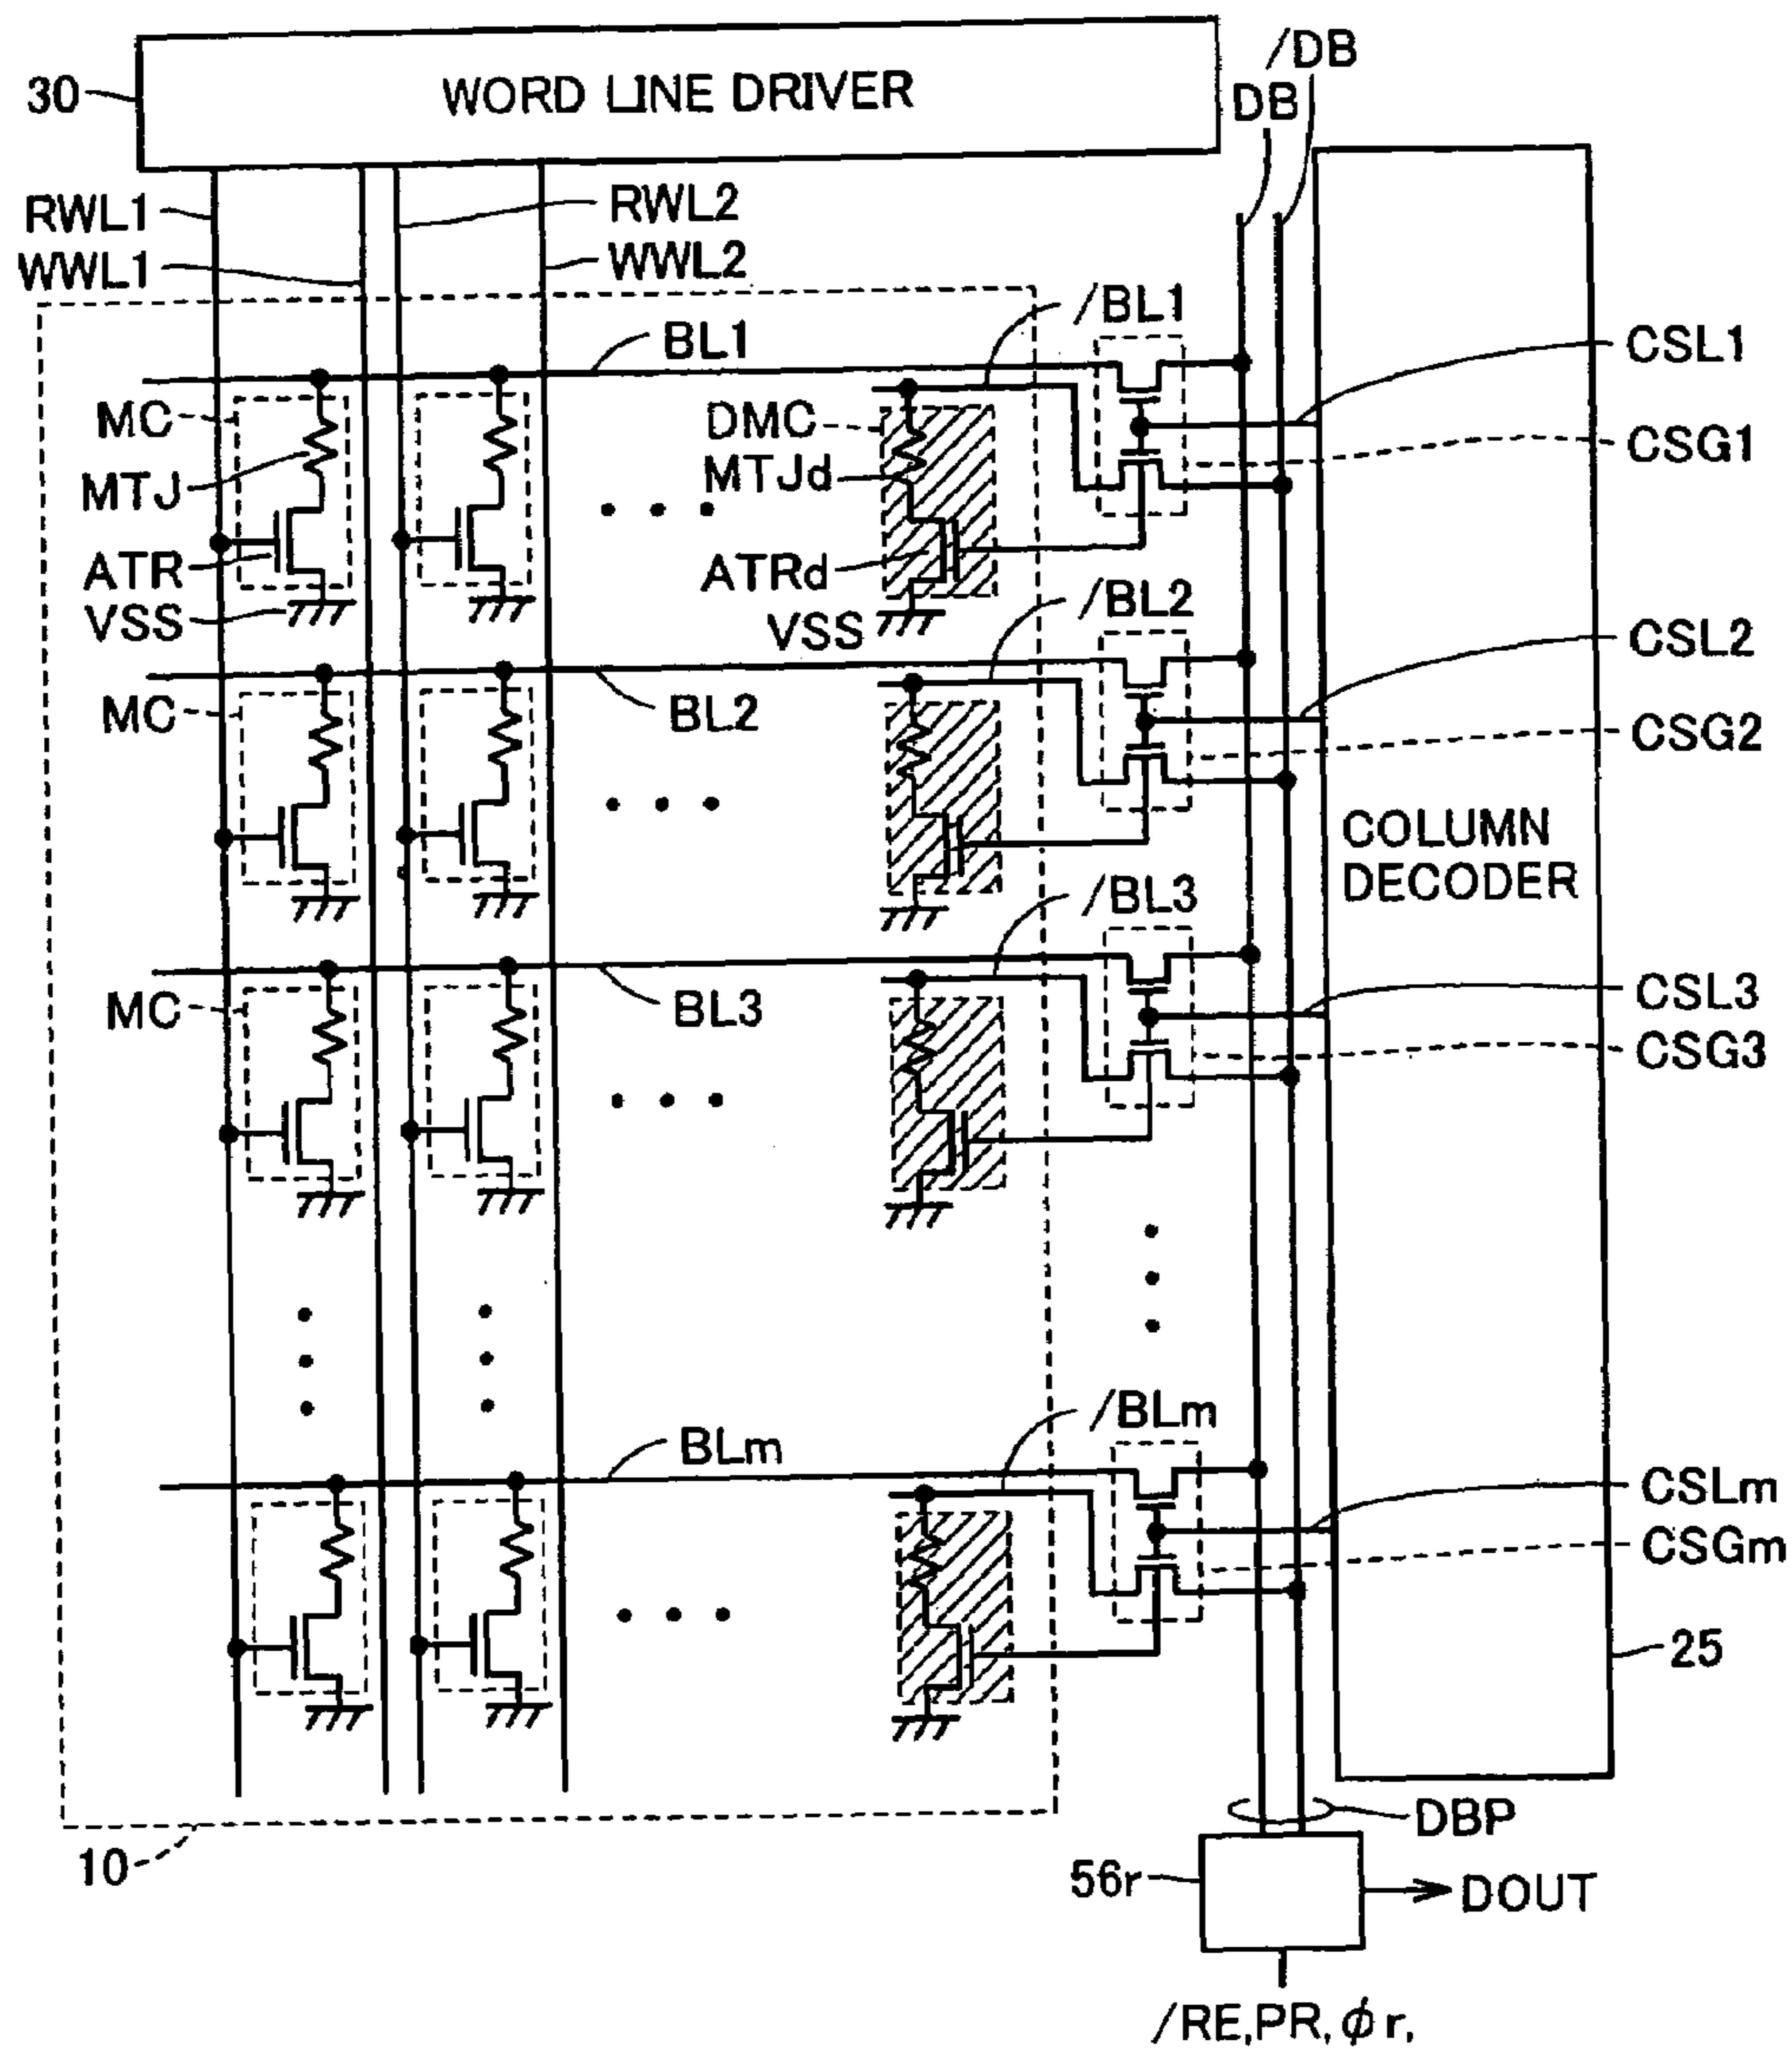 /DB
DB
30
WORD LINE DRIVER
RWL1
RWL2
WWL1
WWL2
/BL1
BL1
CSL1
MC
DMC
CSG1
MTJ
MTJd
ATR
ATRd
VSS
VSS
/BL2
CSL2
MC
BL2
CSG2
COLUMN
DECODER
/BL3
MC
BL3
CSL3
CSG3
/BLm
BLm
CSLm
CSGm
25
DBP
10
56r
DOUT
/RE,PR,ϕr,